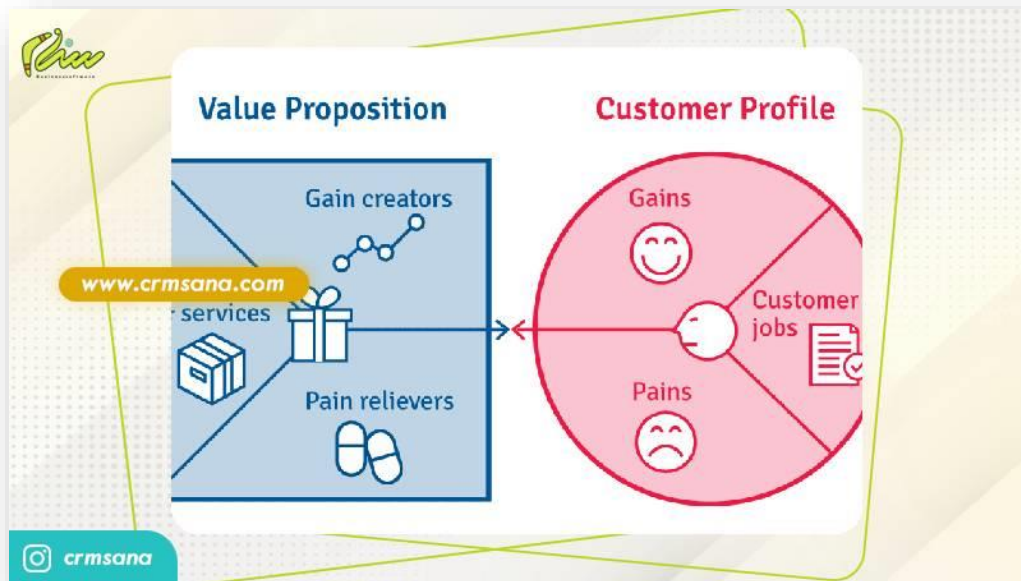 Value Proposition
Customer Profile
Gain creators
Gains
www.crmsana.com
services
Customer
jobs
Pain relievers
Pains
crmsana